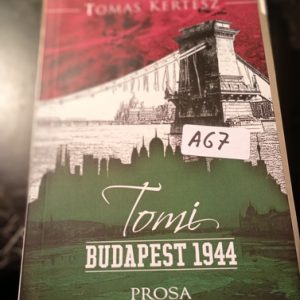 TOMAS KERTESZ
A67
Tomi
BUDAPEST 1944
PROSA